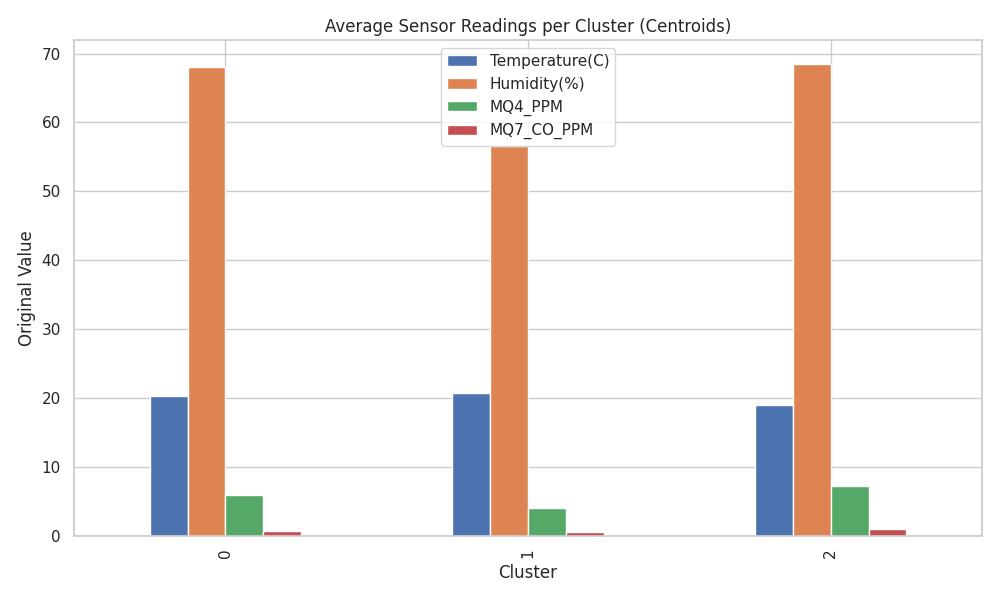 Average Sensor Readings per Cluster (Centroids)
Temperature(C)
Humidity(%)
MQ4_PPM
MQ7_CO_PPM
Original Value
70
60
50
40
30
20
10
0
0
1
2
Cluster